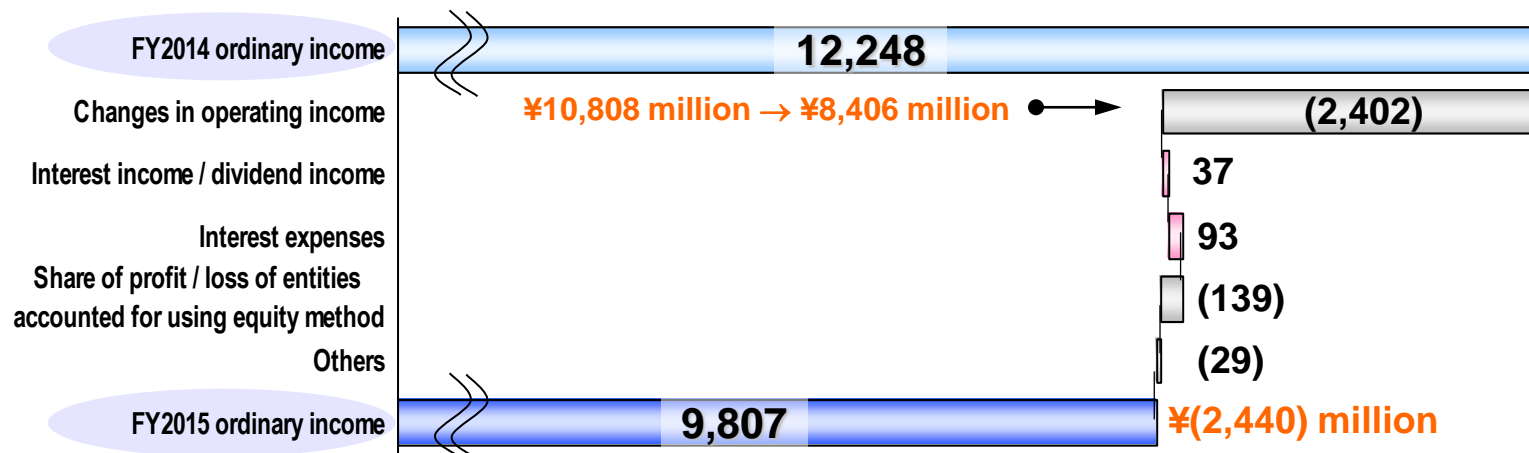 FY2014 ordinary income
12,248
Changes in operating income
¥10,808 million → ¥8,406 million
(2,402)
Interest income / dividend income
37
Interest expenses
93
Share of profit / loss of entities
accounted for using equity method
(139)
Others
(29)
FY2015 ordinary income
9,807
¥(2,440) million